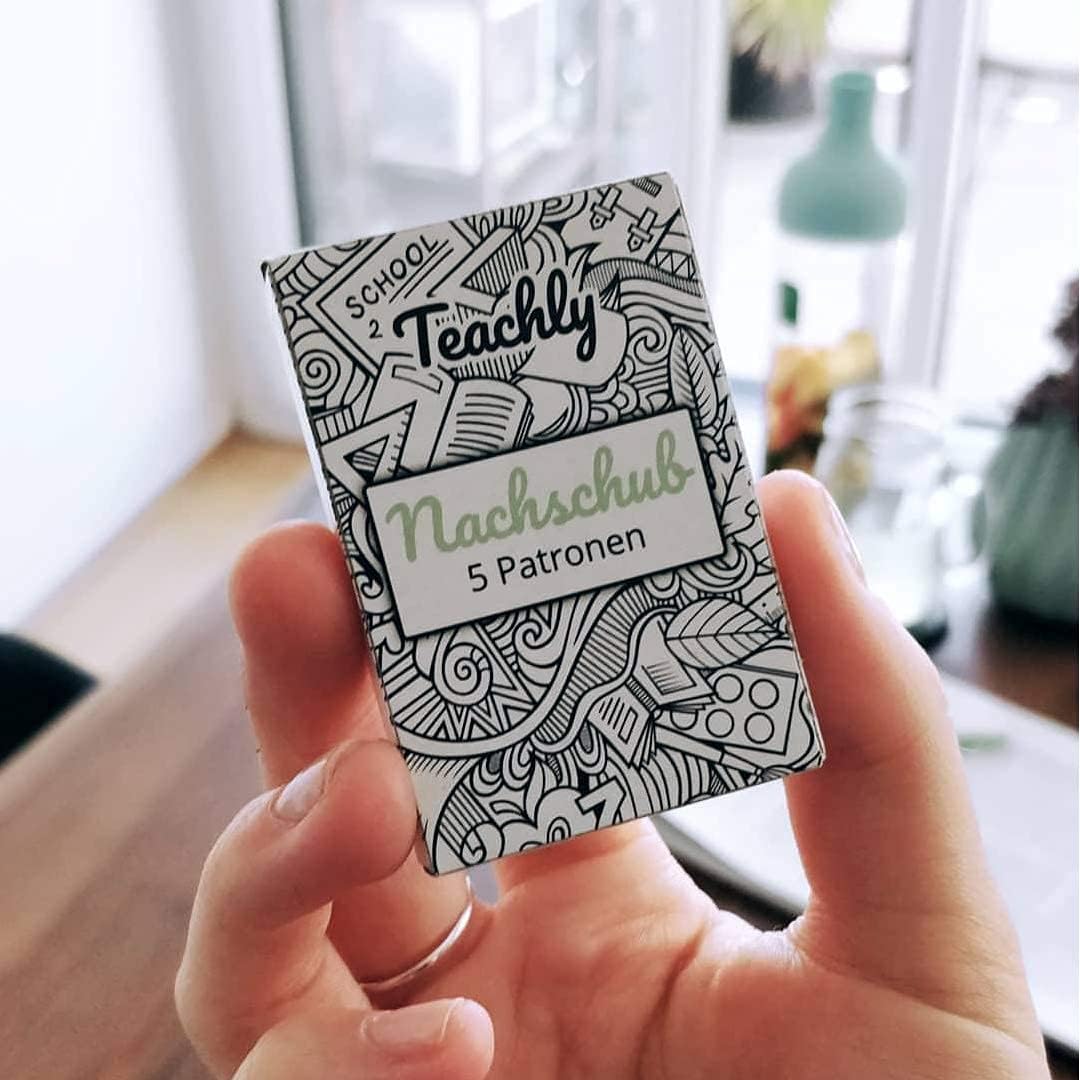 SCHOOL
2
Teachly
Nachschub
5 Patronen